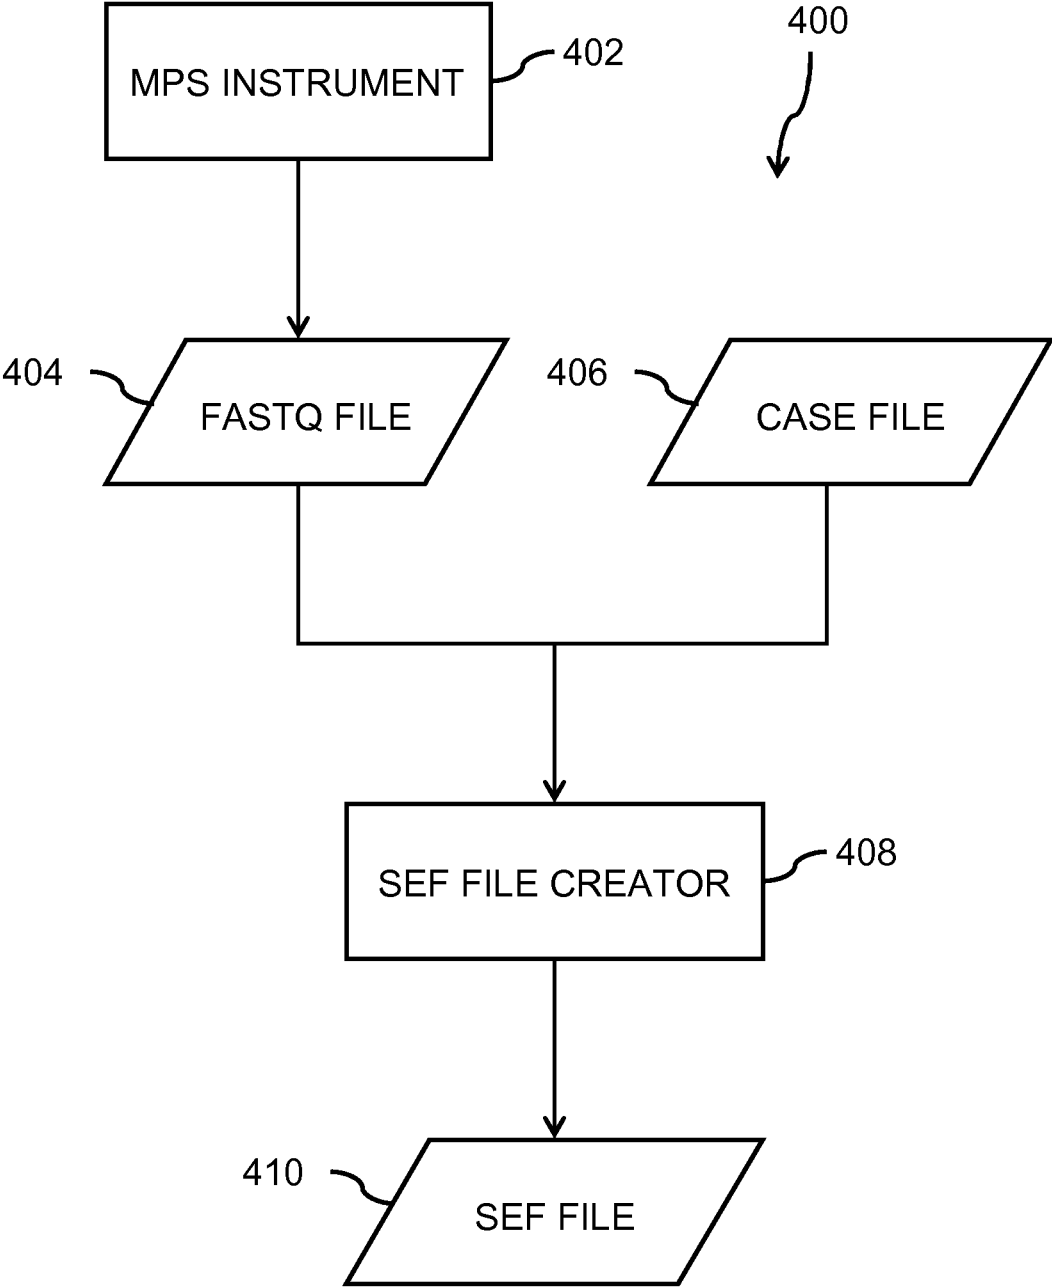 400
MPS INSTRUMENT
402
404
FASTQ FILE
406
CASE FILE
SEF FILE CREATOR
408
410
SEF FILE